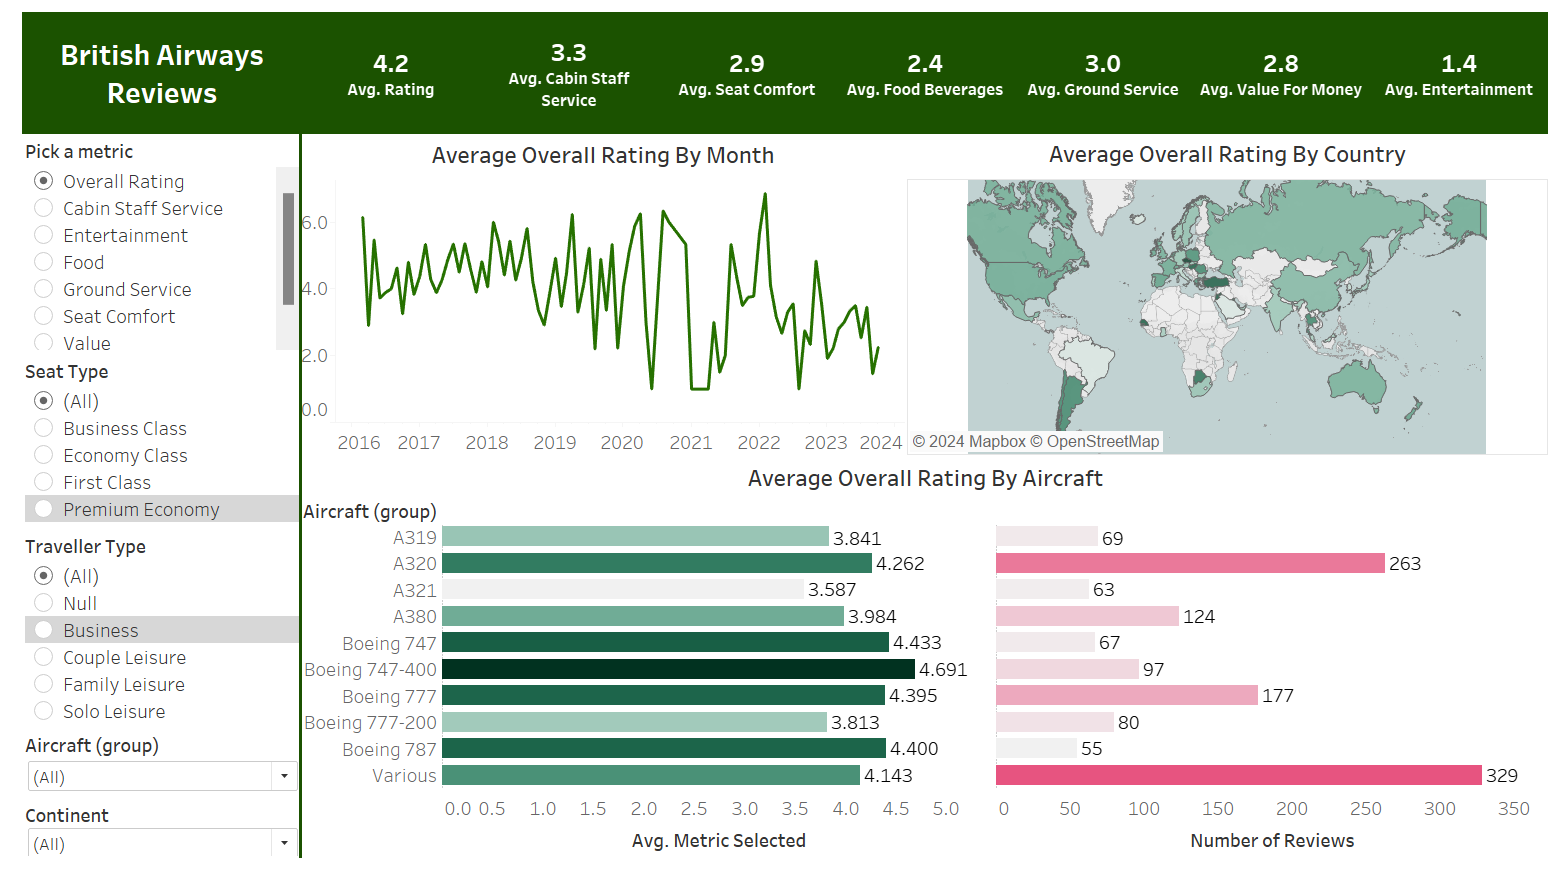 British Airways
Reviews
4.2
Avg. Rating
3.3
Avg. Cabin Staff
Service
2.9
Avg. Seat Comfort
2.4
Avg. Food Beverages
3.0
Avg. Ground Service
2.8
Avg. Value For Money
1.4
Avg. Entertainment
Pick a metric
Overall Rating
Cabin Staff Service
Entertainment
Food
Ground Service
Seat Comfort
Value
Seat Type
(All)
Business Class
Economy Class
First Class
Premium Economy
Traveller Type
(All)
Null
Business
Couple Leisure
Family Leisure
Solo Leisure
Aircraft (group)
(All)
Continent
(All)
Average Overall Rating By Month
6.0
4.0
2.0
0.0
2016 2017 2018 2019 2020 2021 2022 2023 2024
Average Overall Rating By Country
© 2024 Mapbox © OpenStreetMap
Average Overall Rating By Aircraft
Aircraft (group)
A319 3.841 69
A320 4.262 263
A321 3.587 63
A380 3.984 124
Boeing 747 4.433 67
Boeing 747-400 4.691 97
Boeing 777 4.395 177
Boeing 777-200 3.813 80
Boeing 787 4.400 55
Various 4.143 329
0.0 0.5 1.0 1.5 2.0 2.5 3.0 3.5 4.0 4.5 5.0
Avg. Metric Selected
0 50 100 150 200 250 300 350
Number of Reviews